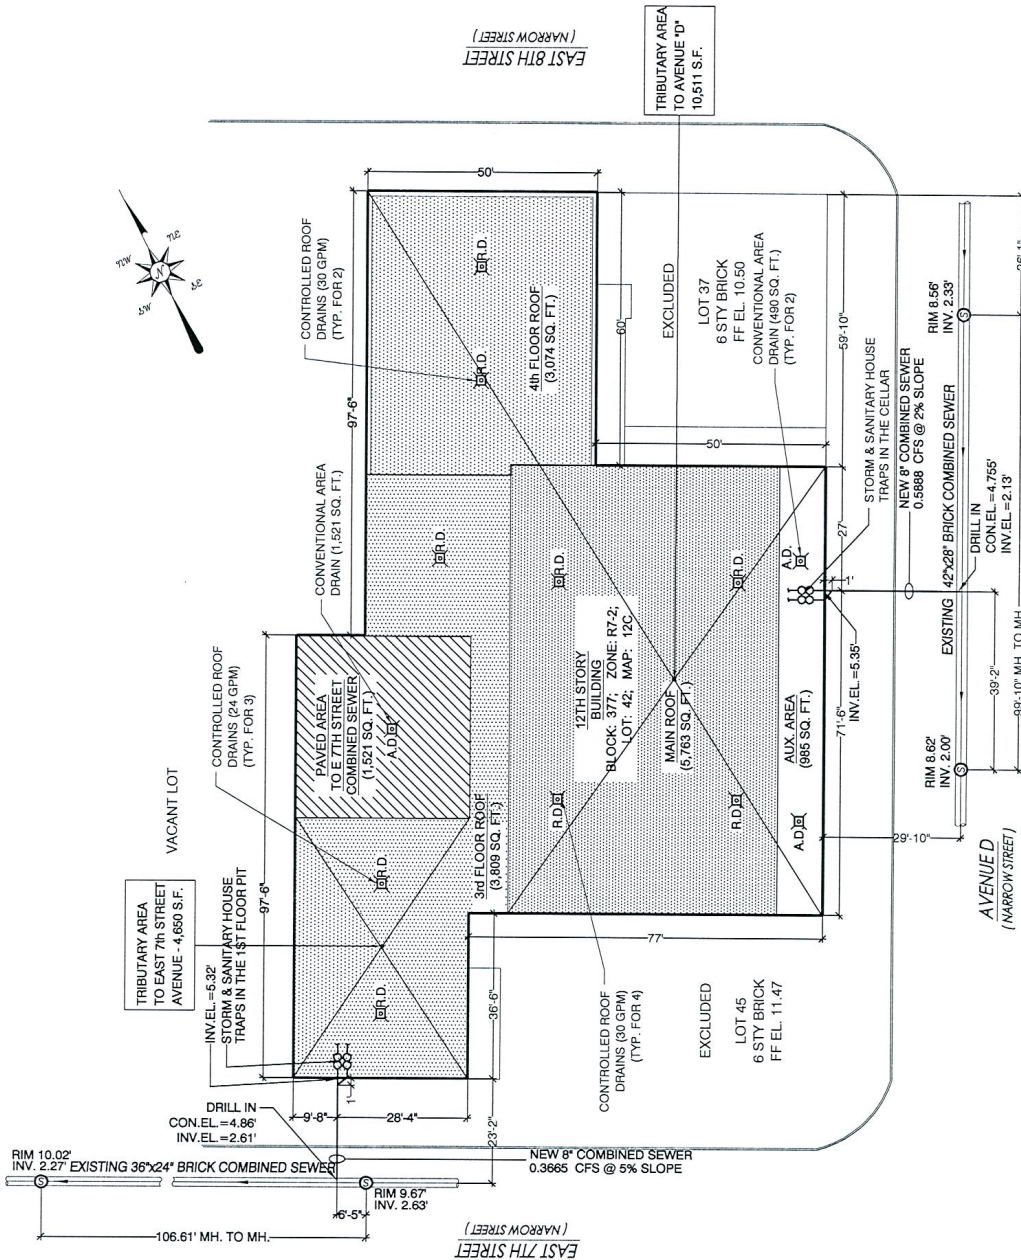 EAST 8TH STREET
( NARROW STREET )
TRIBUTARY AREA
TO AVENUE "D"
10,511 S.F.
N
NE
SE
SW
NW
50'
97'-6"
CONTROLLED ROOF
DRAINS (30 GPM)
(TYP. FOR 2)
R.D.
R.D.
4th FLOOR ROOF
(3,074 SQ. FT.)
60'
EXCLUDED
LOT 37
6 STY BRICK
FF EL. 10.50
CONVENTIONAL AREA
DRAIN (490 SQ. FT.)
(TYP. FOR 2)
59'-10"
50'
RIM 8.56'
INV. 2.33'
STORM & SANITARY HOUSE
TRAPS IN THE CELLAR
NEW 8" COMBINED SEWER
0.5888 CFS @ 2% SLOPE
EXISTING 42"x28" BRICK COMBINED SEWER
DRILL IN
CON.EL.=4.755'
INV.EL.=2.13'
CONVENTIONAL AREA
DRAIN (1,521 SQ. FT.)
R.D.
R.D.
R.D.
A.D.
27'
1'
CONTROLLED ROOF
DRAINS (24 GPM)
(TYP. FOR 3)
PAVED AREA
TO E 7TH STREET
COMBINED SEWER
(1,521 SQ. FT.)
A.D.
12TH STORY
BUILDING
BLOCK: 377; ZONE: R7-2;
LOT: 42; MAP: 12C
MAIN ROOF
(5,763 SQ. FT.)
AUX. AREA
(985 SQ. FT.)
INV.EL.=5.35'
71'-6"
39'-2"
99'-10" MH. TO MH.
VACANT LOT
3rd FLOOR ROOF
(3,809 SQ. FT.)
R.D.
R.D.
R.D.
A.D.
RIM 8.62'
INV. 2.00'
29'-10"
AVENUE D
( NARROW STREET )
97'-6"
TRIBUTARY AREA
TO EAST 7th STREET
AVENUE - 4,650 S.F.
INV.EL.=5.32'
STORM & SANITARY HOUSE
TRAPS IN THE 1ST FLOOR PIT
R.D.
77'
36'-6"
CONTROLLED ROOF
DRAINS (30 GPM)
(TYP. FOR 4)
EXCLUDED
LOT 45
6 STY BRICK
FF EL. 11.47
1'
9'-8"
28'-4"
23'-2"
DRILL IN
CON.EL.=4.86'
INV.EL.=2.61'
NEW 8" COMBINED SEWER
0.3665 CFS @ 5% SLOPE
RIM 10.02'
INV. 2.27'
EXISTING 36"x24" BRICK COMBINED SEWER
RIM 9.67'
INV. 2.63'
6'-5"
106.61' MH. TO MH.
EAST 7TH STREET
( NARROW STREET )
S
S
S
S